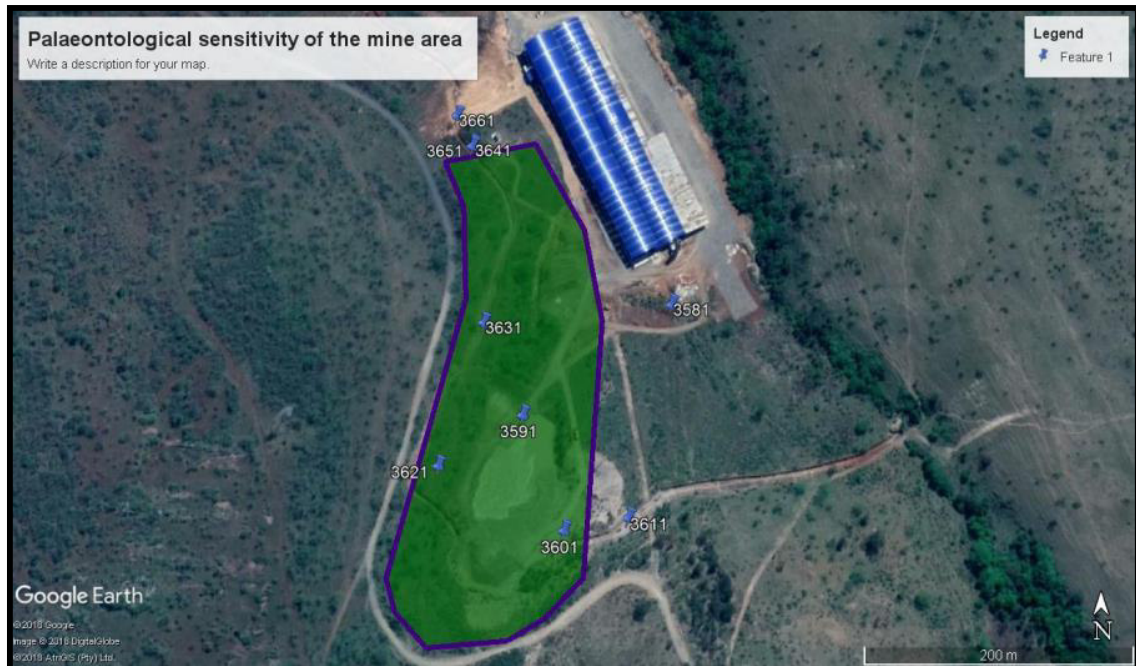 Palaeontological sensitivity of the mine area
Write a description for your map.
Legend
Feature 1
3661
3651
3641
3581
3631
3591
3621
3611
3601
Google Earth
©2018 Google
Image © 2018 DigitalGlobe
©2018 AfriGIS (Pty) Ltd.
N
200 m